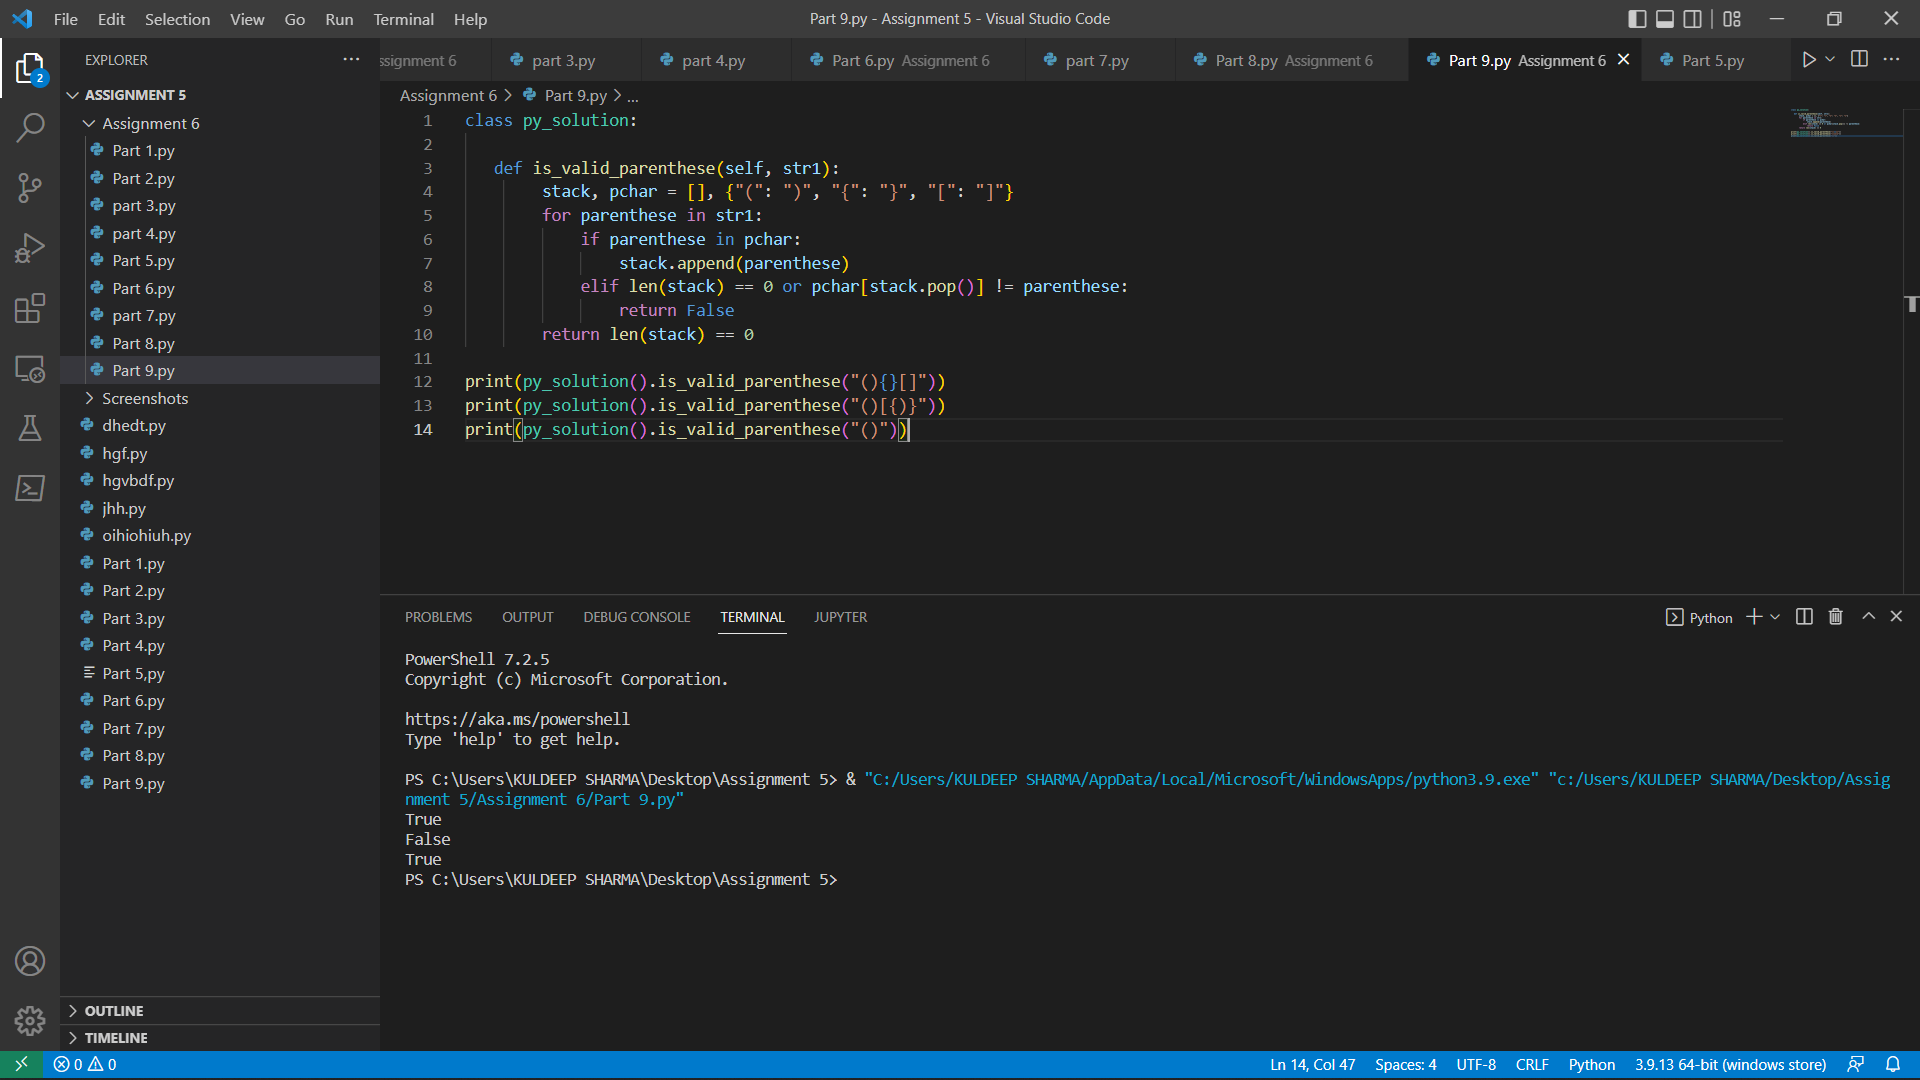 File Edit Selection View Go Run Terminal Help
Part 9.py - Assignment 5 - Visual Studio Code
EXPLORER
ssignment 6
part 3.py
part 4.py
Part 6.py Assignment 6
part 7.py
Part 8.py Assignment 6
Part 9.py Assignment 6
Part 5.py
2
ASSIGNMENT 5
Assignment 6
Part 1.py
Part 2.py
part 3.py
part 4.py
Part 5.py
Part 6.py
part 7.py
Part 8.py
Part 9.py
Screenshots
dhedt.py
hgf.py
hgvbdf.py
jhh.py
oihiohiuh.py
Part 1.py
Part 2.py
Part 3.py
Part 4.py
Part 5,py
Part 6.py
Part 7.py
Part 8.py
Part 9.py
OUTLINE
TIMELINE
Assignment 6 > Part 9.py > ...
1 class py_solution:
2
3 def is_valid_parenthese(self, str1):
4 stack, pchar = [], {"(": ")", "{": "}", "[": "]"}
5 for parenthese in str1:
6 if parenthese in pchar:
7 stack.append(parenthese)
8 elif len(stack) == 0 or pchar[stack.pop()] != parenthese:
9 return False
10 return len(stack) == 0
11
12 print(py_solution().is_valid_parenthese("(){}[]"))
13 print(py_solution().is_valid_parenthese("()[{)}"))
14 print(py_solution().is_valid_parenthese("()"))
PROBLEMS OUTPUT DEBUG CONSOLE TERMINAL JUPYTER
Python
PowerShell 7.2.5
Copyright (c) Microsoft Corporation.
https://aka.ms/powershell
Type 'help' to get help.
PS C:\Users\KULDEEP SHARMA\Desktop\Assignment 5> & "C:/Users/KULDEEP SHARMA/AppData/Local/Microsoft/WindowsApps/python3.9.exe" "c:/Users/KULDEEP SHARMA/Desktop/Assig
nment 5/Assignment 6/Part 9.py"
True
False
True
PS C:\Users\KULDEEP SHARMA\Desktop\Assignment 5>
0 0
Ln 14, Col 47 Spaces: 4 UTF-8 CRLF Python 3.9.13 64-bit (windows store)